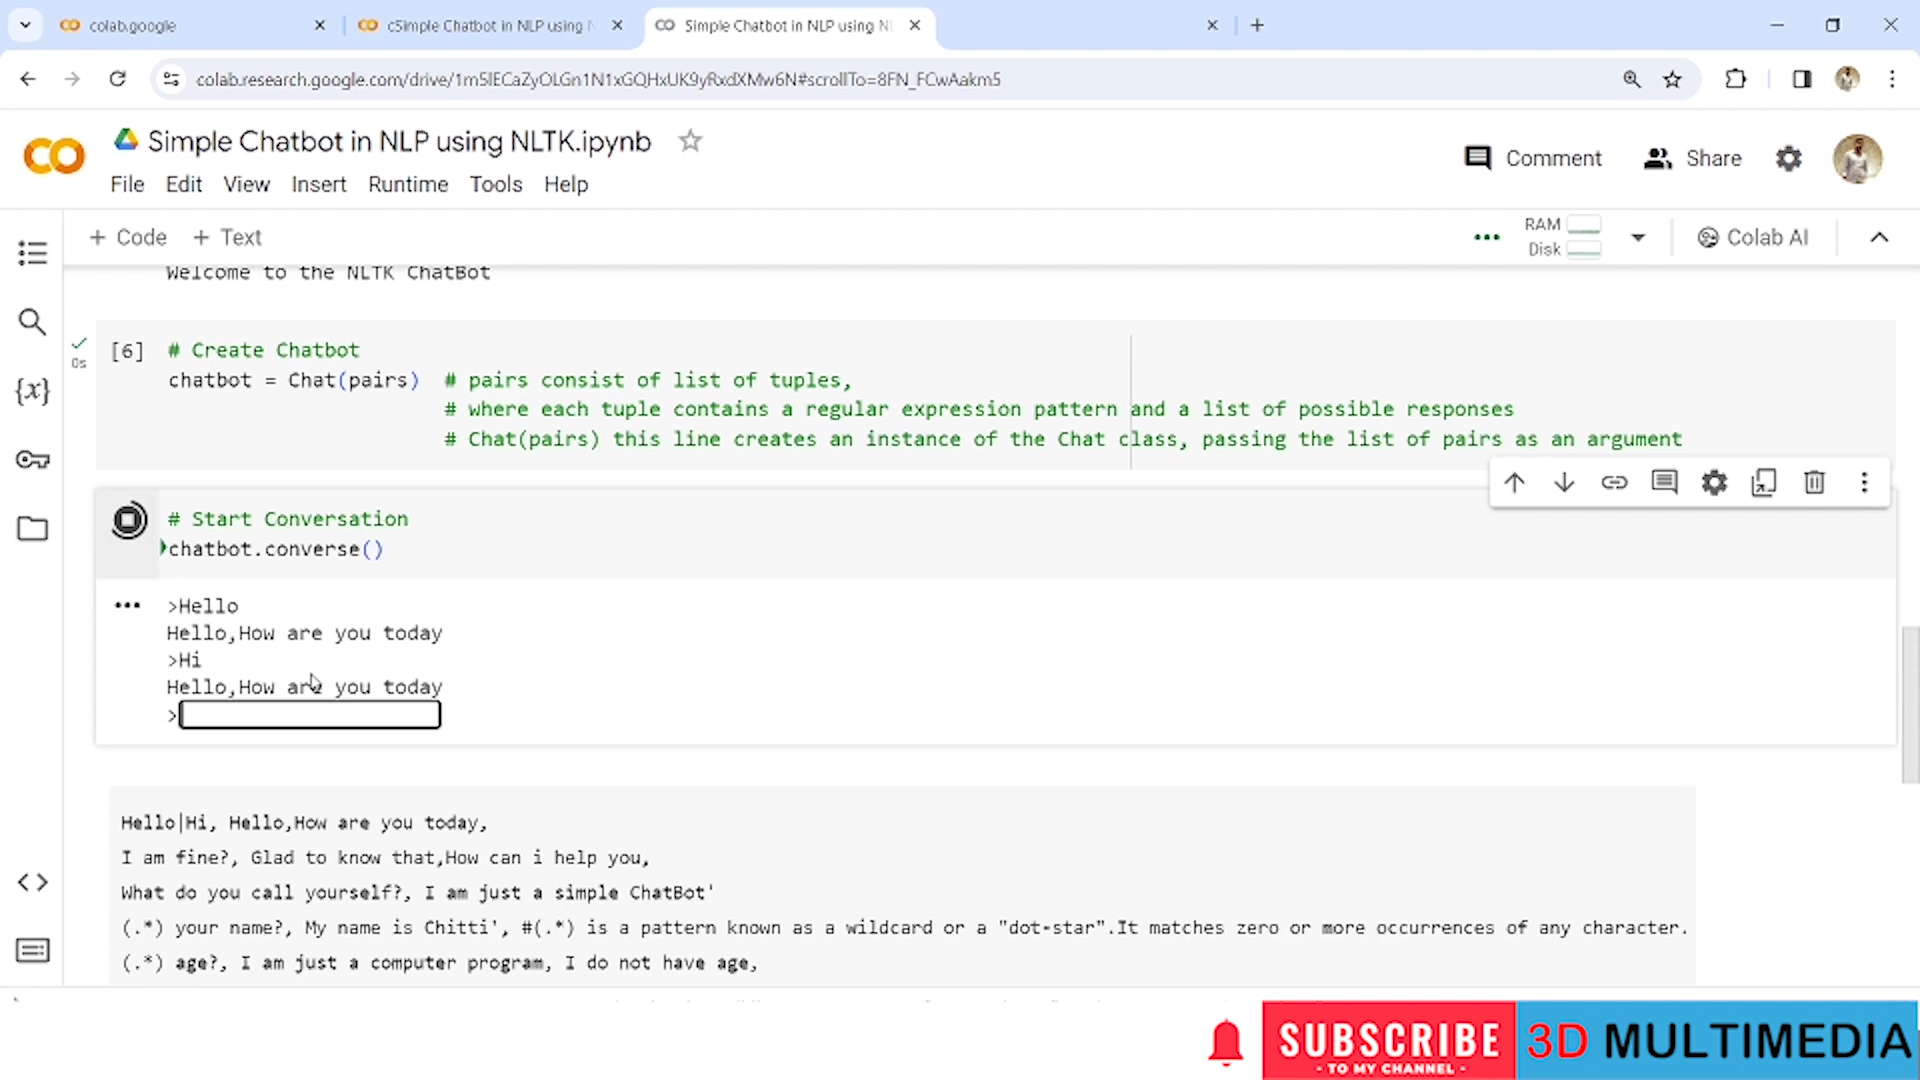 colab.google
cSimple Chatbot in NLP using N
Simple Chatbot in NLP using Nl
colab.research.google.com/drive/1m5lECaZyOLGn1N1xGQHxUK9yRxdXMw6N#scrollTo=8FN_FCwAakm5
Simple Chatbot in NLP using NLTK.ipynb
Comment
Share
File Edit View Insert Runtime Tools Help
+ Code + Text
RAM
Disk
Colab AI
Welcome to the NLTK ChatBot
[6] # Create Chatbot
0s
chatbot = Chat(pairs) # pairs consist of list of tuples,
# where each tuple contains a regular expression pattern and a list of possible responses
# Chat(pairs) this line creates an instance of the Chat class, passing the list of pairs as an argument
# Start Conversation
chatbot.converse()
>Hello
Hello,How are you today
>Hi
Hello,How are you today
>
Hello|Hi, Hello,How are you today,
I am fine?, Glad to know that,How can i help you,
What do you call yourself?, I am just a simple ChatBot'
(.*) your name?, My name is Chitti', #(.*) is a pattern known as a wildcard or a "dot-star".It matches zero or more occurrences of any character.
(.*) age?, I am just a computer program, I do not have age,
SUBSCRIBE
- TO MY CHANNEL -
3D MULTIMEDIA